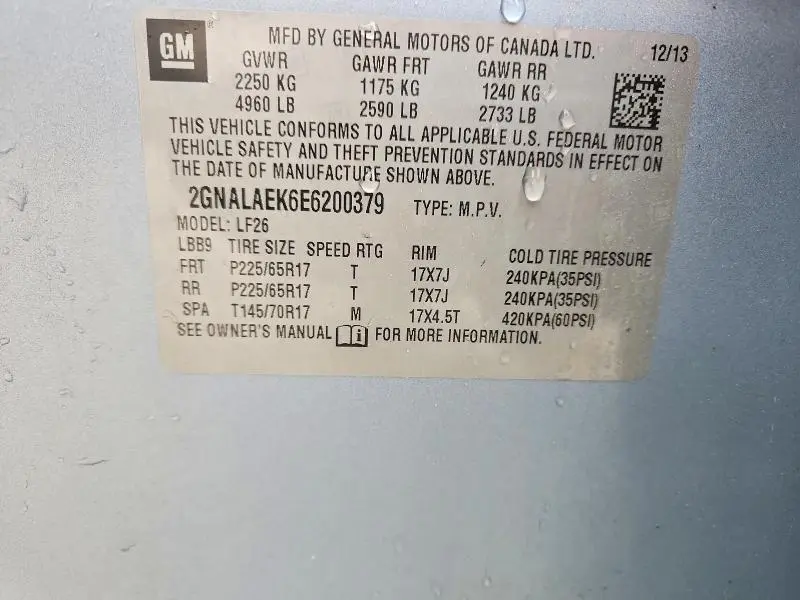 GM
MFD BY GENERAL MOTORS OF CANADA LTD. 12/13
GVWR GAWR FRT GAWR RR
2250 KG 1175 KG 1240 KG
4960 LB 2590 LB 2733 LB
THIS VEHICLE CONFORMS TO ALL APPLICABLE U.S. FEDERAL MOTOR
VEHICLE SAFETY AND THEFT PREVENTION STANDARDS IN EFFECT ON
THE DATE OF MANUFACTURE SHOWN ABOVE.
2GNALAEK6E6200379 TYPE: M.P.V.
MODEL: LF26
LBB9 TIRE SIZE SPEED RTG RIM COLD TIRE PRESSURE
FRT P225/65R17 T 17X7J 240KPA(35PSI)
RR P225/65R17 T 17X7J 240KPA(35PSI)
SPA T145/70R17 M 17X4.5T 420KPA(60PSI)
SEE OWNER'S MANUAL i FOR MORE INFORMATION.